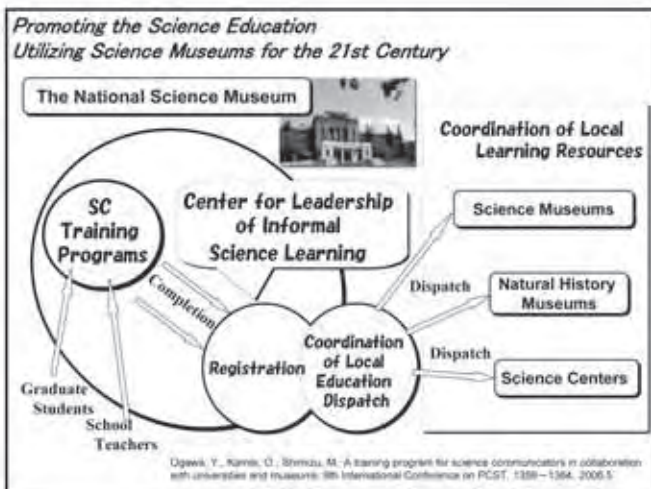 Promoting the Science Education
Utilizing Science Museums for the 21st Century
The National Science Museum
Coordination of Local
Learning Resources
SC
Training
Programs
Center for Leadership
of Informal
Science Learning
Science Museums
Completion
Dispatch
Natural History
Museums
Registration
Coordination
of Local
Education
Dispatch
Dispatch
Science Centers
Graduate
Students
School
Teachers
Ogawa, Y., Kamei, O., Shimizu, M., A training program for science communicators in collaboration
with universities and museums. 9th International Conference on PCST, 1359-1364, 2006.5